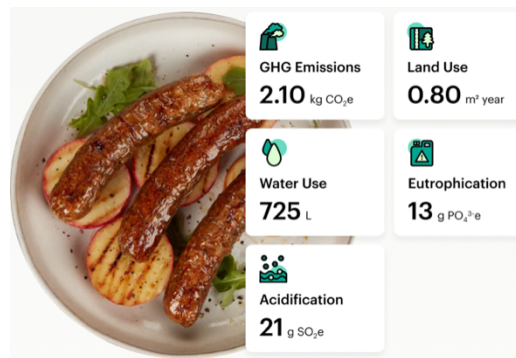 GHG Emissions
2.10 kg CO₂e
Land Use
0.80 m² year
Water Use
725 L
Eutrophication
13 g PO₄³⁻e
Acidification
21 g SO₂e